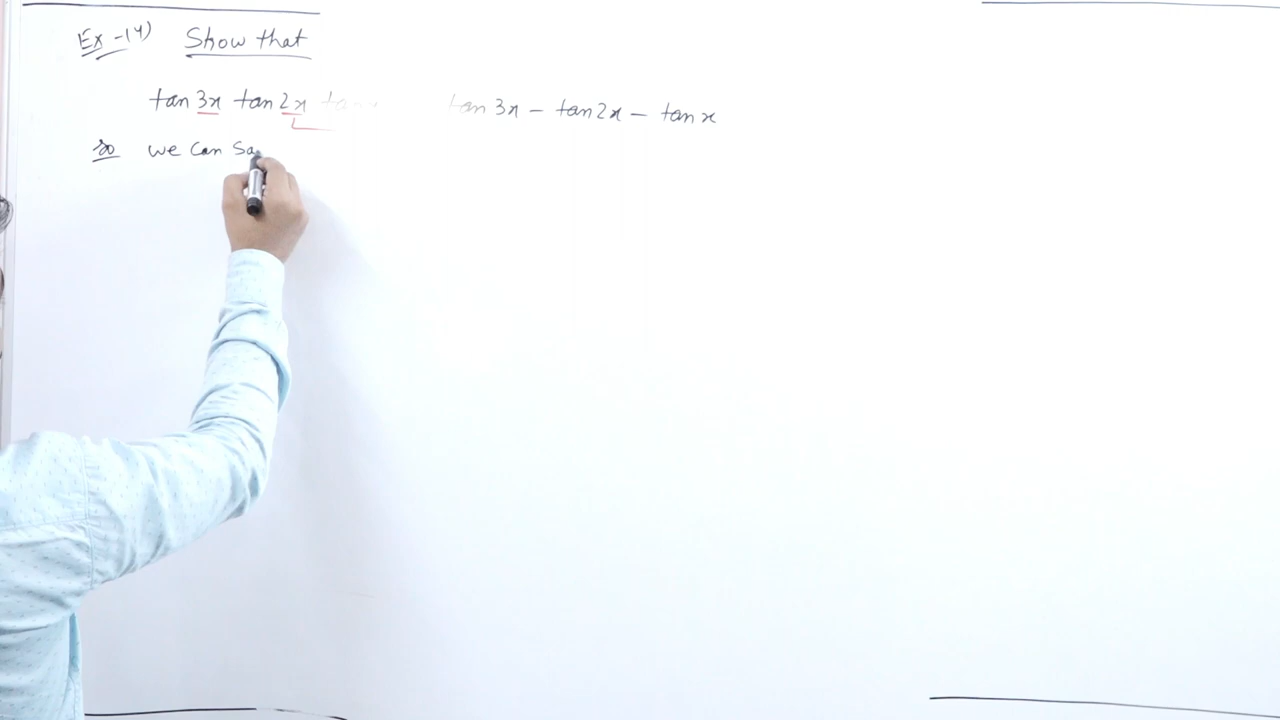 Ex-14) Show that
tan 3x tan 2x tan 3x - tan 2x - tan x
so we can sa